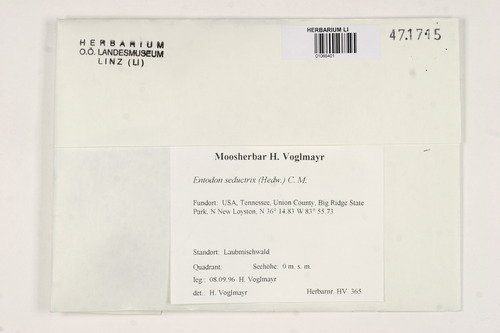 HERBARIUM
O.Ö. LANDESMUSEUM
LINZ (LI)
HERBARIUM LI
01066401
471715
Moosherbar H. Voglmayr
Entodon seductrix (Hedw.) C. M.
Fundort: USA, Tennessee, Union County, Big Ridge State
Park, N New Loyston, N 36° 14.83 W 83° 55.73
Standort: Laubmischwald
Quadrant: Seehöhe: 0 m. s. m.
leg.: 08.09.96 H. Voglmayr
det.: H. Voglmayr Herbarnr. HV 365